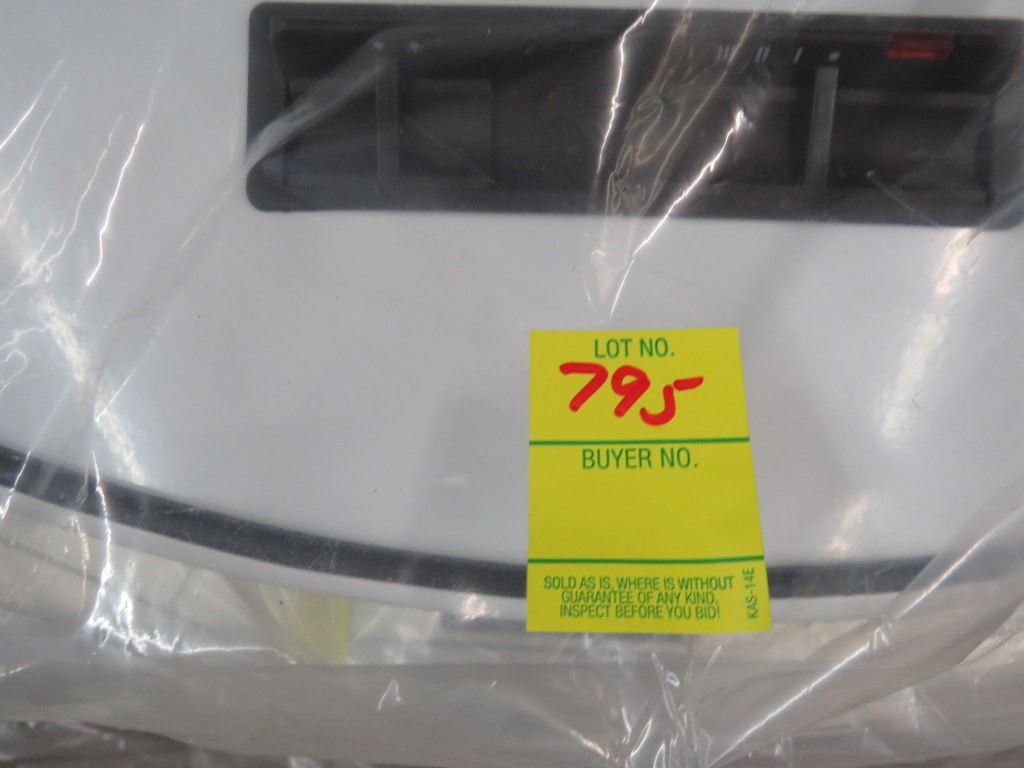 LOT NO.
795
BUYER NO.
SOLD AS IS, WHERE IS WITHOUT
GUARANTEE OF ANY KIND.
INSPECT BEFORE YOU BID!
KAS-14E